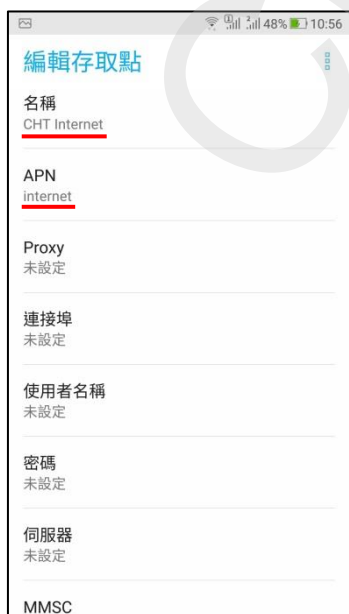 48% 10:56
編輯存取點
名稱
CHT Internet
APN
internet
Proxy
未設定
連接埠
未設定
使用者名稱
未設定
密碼
未設定
伺服器
未設定
MMSC